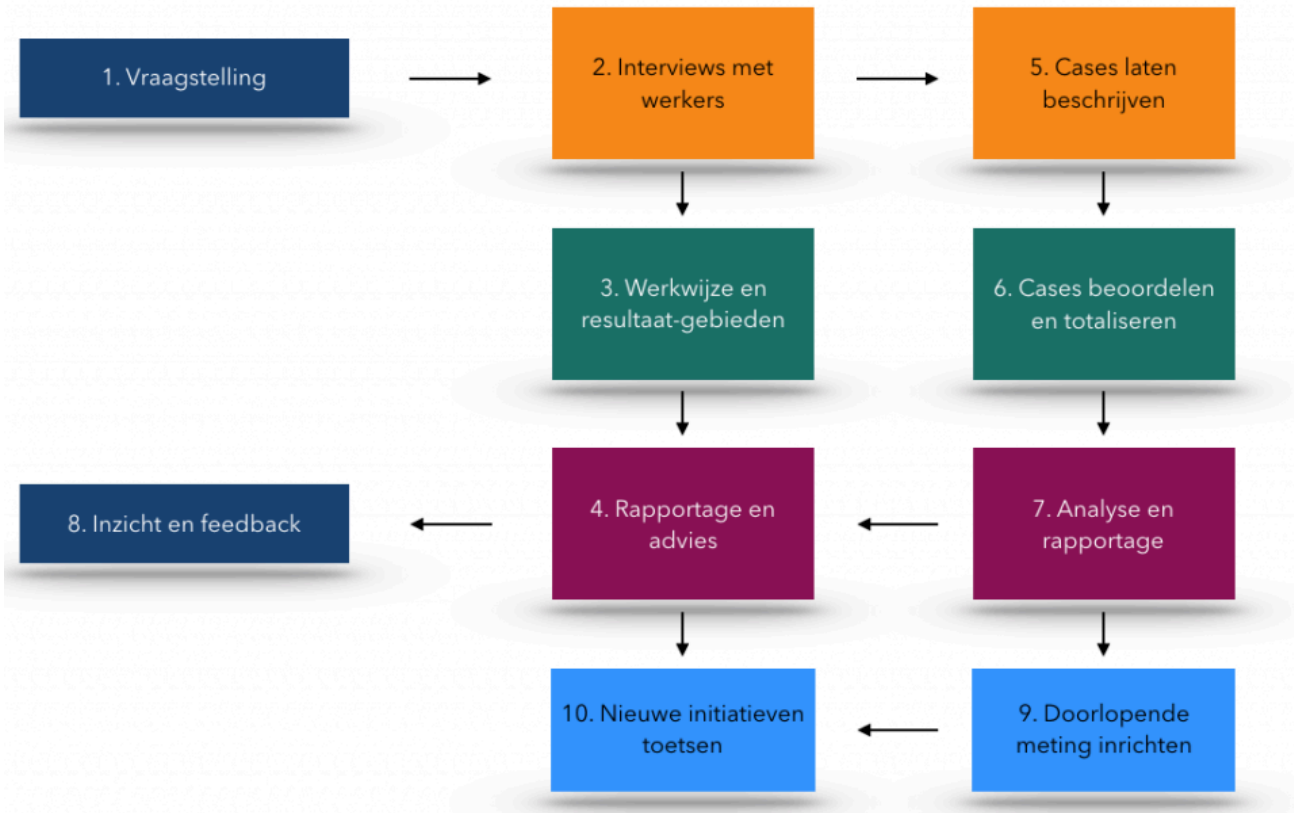 1. Vraagstelling
2. Interviews met
werkers
5. Cases laten
beschrijven
3. Werkwijze en
resultaat-gebieden
6. Cases beoordelen
en totaliseren
8. Inzicht en feedback
4. Rapportage en
advies
7. Analyse en
rapportage
10. Nieuwe initiatieven
toetsen
9. Doorlopende
meting inrichten